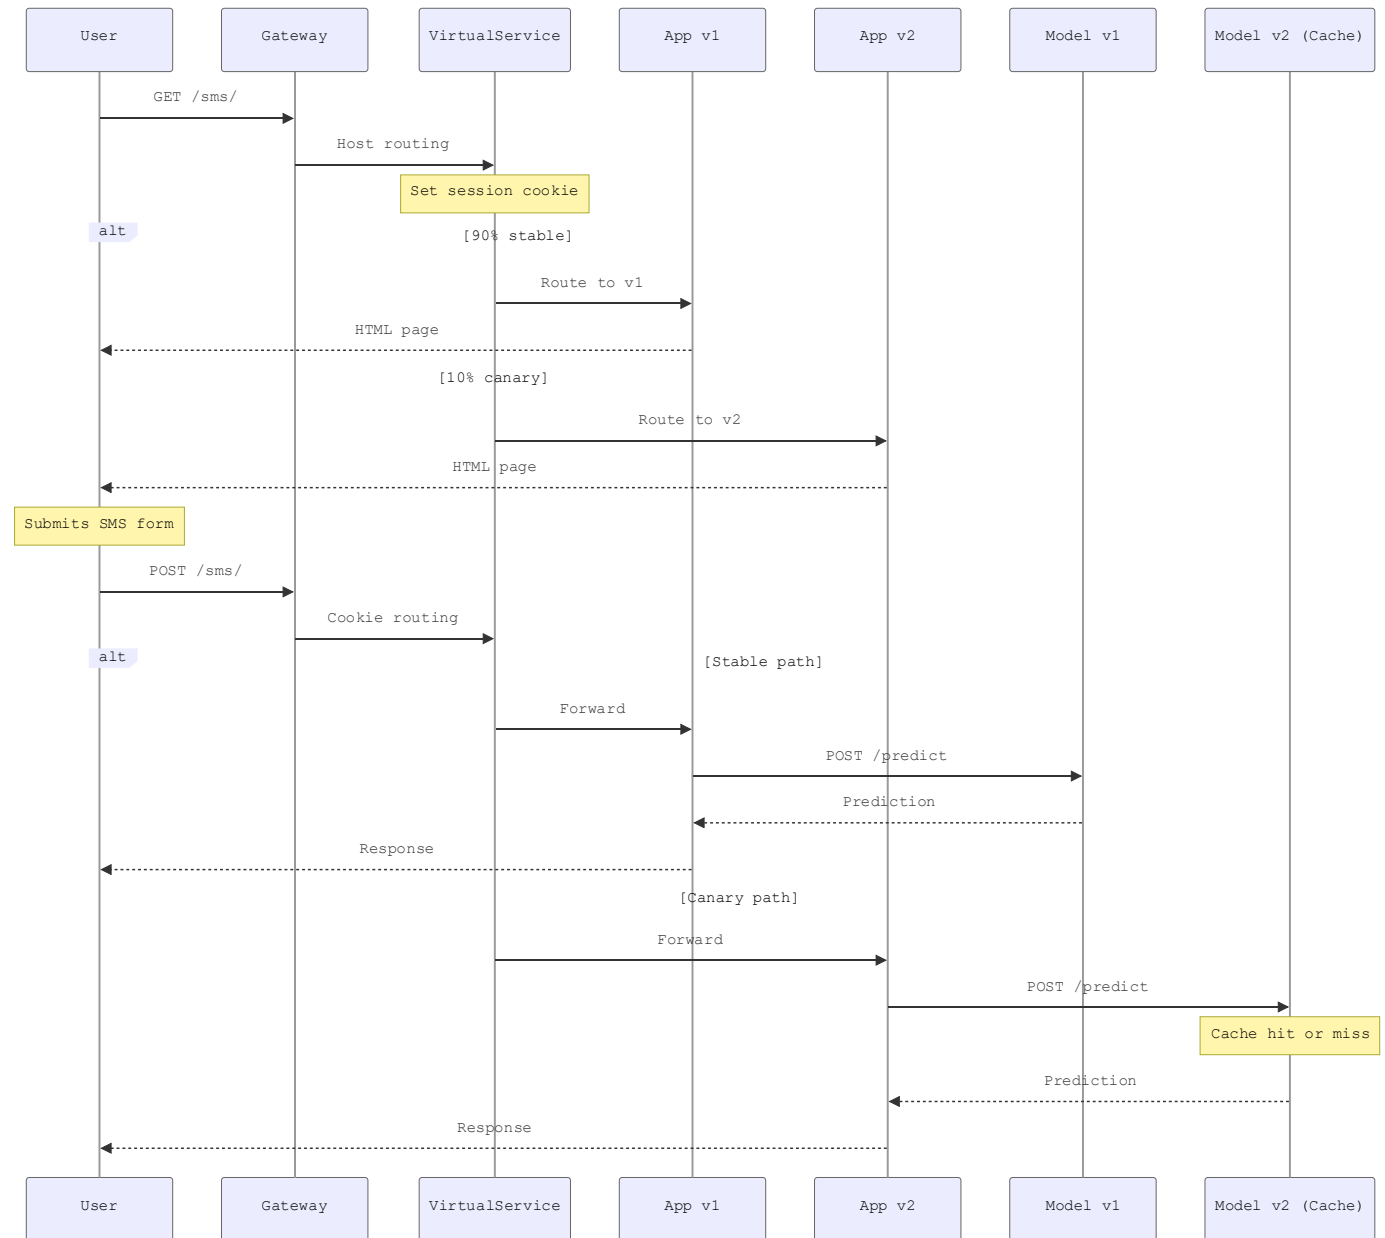 User
Gateway
VirtualService
App v1
App v2
Model v1
Model v2 (Cache)
GET /sms/
Host routing
Set session cookie
alt
[90% stable]
Route to v1
HTML page
[10% canary]
Route to v2
HTML page
Submits SMS form
POST /sms/
Cookie routing
alt
[Stable path]
Forward
POST /predict
Prediction
Response
[Canary path]
Forward
POST /predict
Cache hit or miss
Prediction
Response
User
Gateway
VirtualService
App v1
App v2
Model v1
Model v2 (Cache)